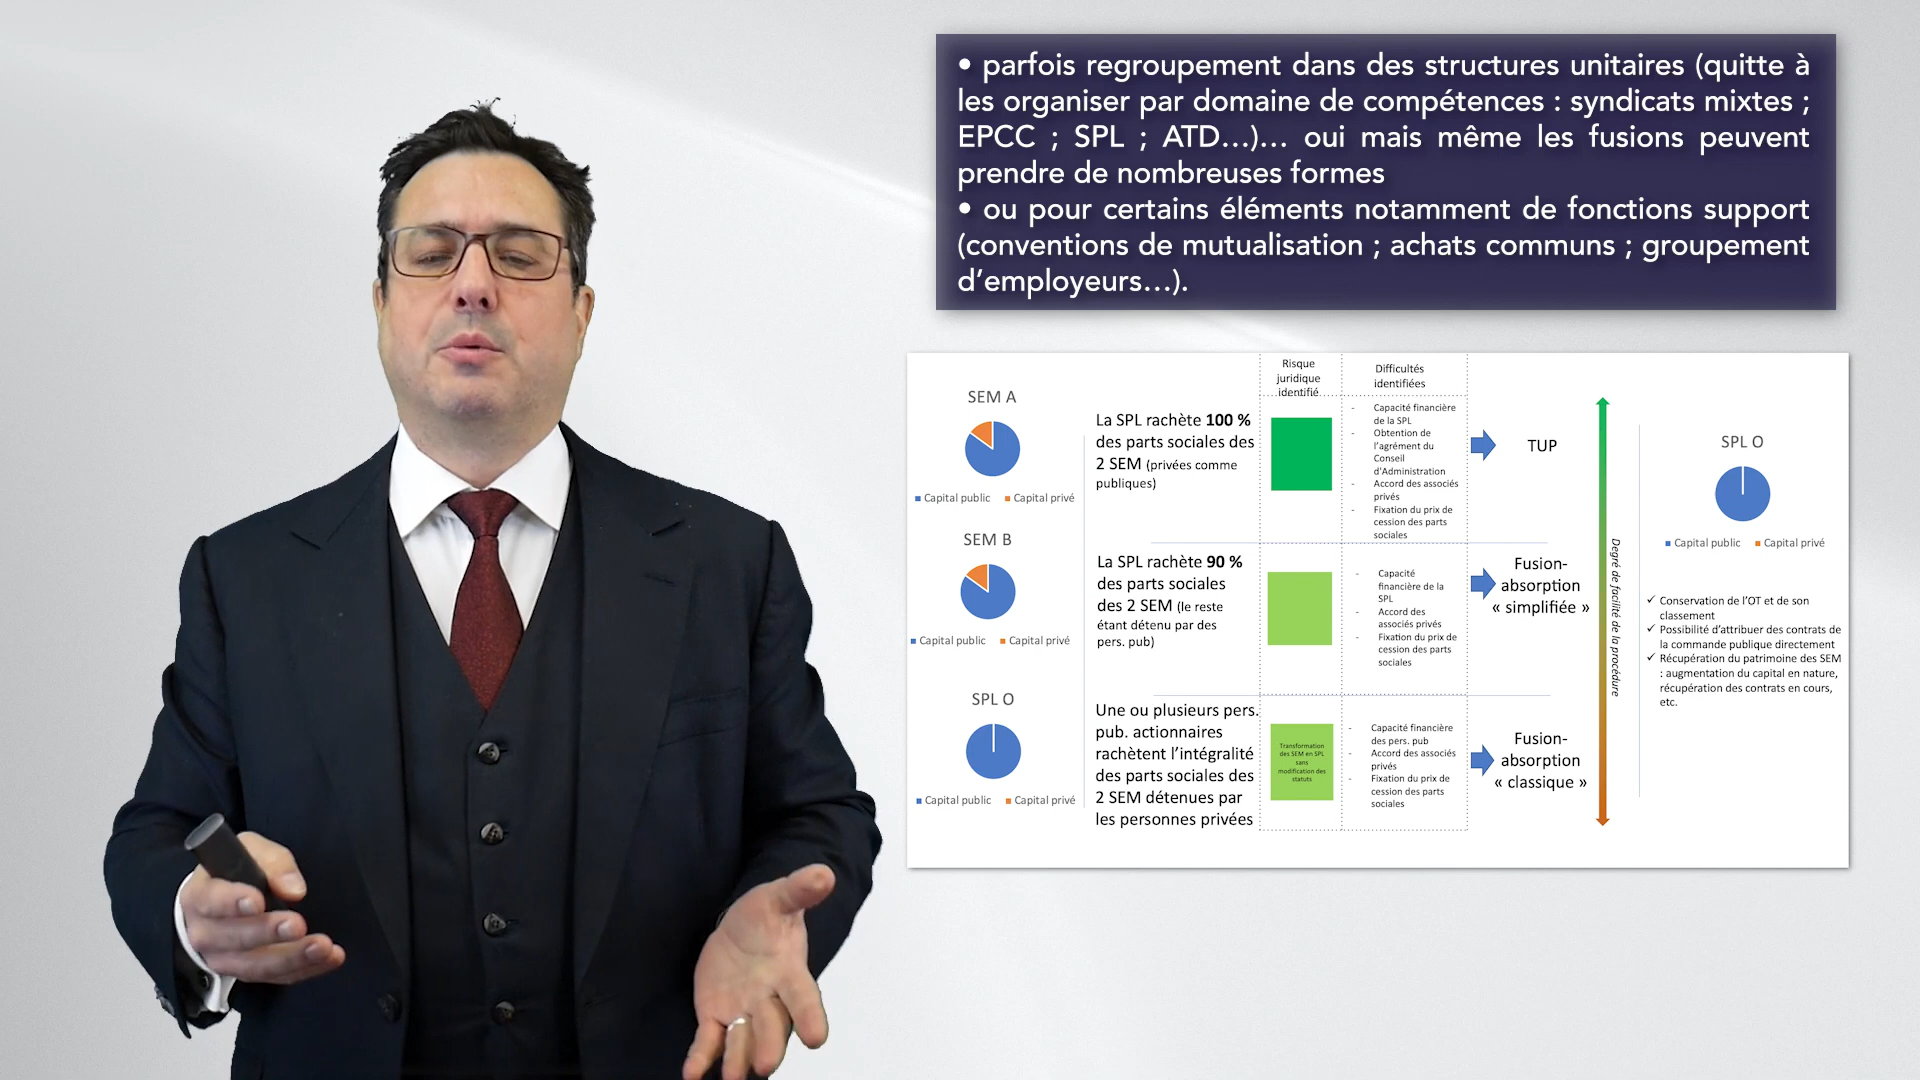 • parfois regroupement dans des structures unitaires (quitte à
les organiser par domaine de compétences : syndicats mixtes ;
EPCC ; SPL ; ATD…)… oui mais même les fusions peuvent
prendre de nombreuses formes
• ou pour certains éléments notamment de fonctions support
(conventions de mutualisation ; achats communs ; groupement
d’employeurs…).
Risque
juridique
identifié
Difficultés
identifiées
SEM A
Capital public Capital privé
La SPL rachète 100 %
des parts sociales des
2 SEM (privées comme
publiques)
- Capacité financière
de la SPL
- Obtention de
l’agrément du
Conseil
d’Administration
- Accord des associés
privés
- Fixation du prix de
cession des parts
sociales
TUP
SEM B
Capital public Capital privé
La SPL rachète 90 %
des parts sociales
des 2 SEM (le reste
étant détenu par des
pers. pub)
- Capacité
financière de la
SPL
- Accord des
associés privés
- Fixation du prix de
cession des parts
sociales
Fusion-
absorption
« simplifiée »
SPL O
Capital public Capital privé
Une ou plusieurs pers.
pub. actionnaires
rachètent l’intégralité
des parts sociales des
2 SEM détenues par
les personnes privées
Transformation
des SEM en SPL
sans
modification des
statuts
- Capacité financière
des pers. pub
- Accord des associés
privés
- Fixation du prix de
cession des parts
sociales
Fusion-
absorption
« classique »
Degré de facilité de la procédure
SPL O
Capital public Capital privé
✓ Conservation de l’OT et de son
classement
✓ Possibilité d’attribuer des contrats de
la commande publique directement
✓ Récupération du patrimoine des SEM
: augmentation du capital en nature,
récupération des contrats en cours,
etc.